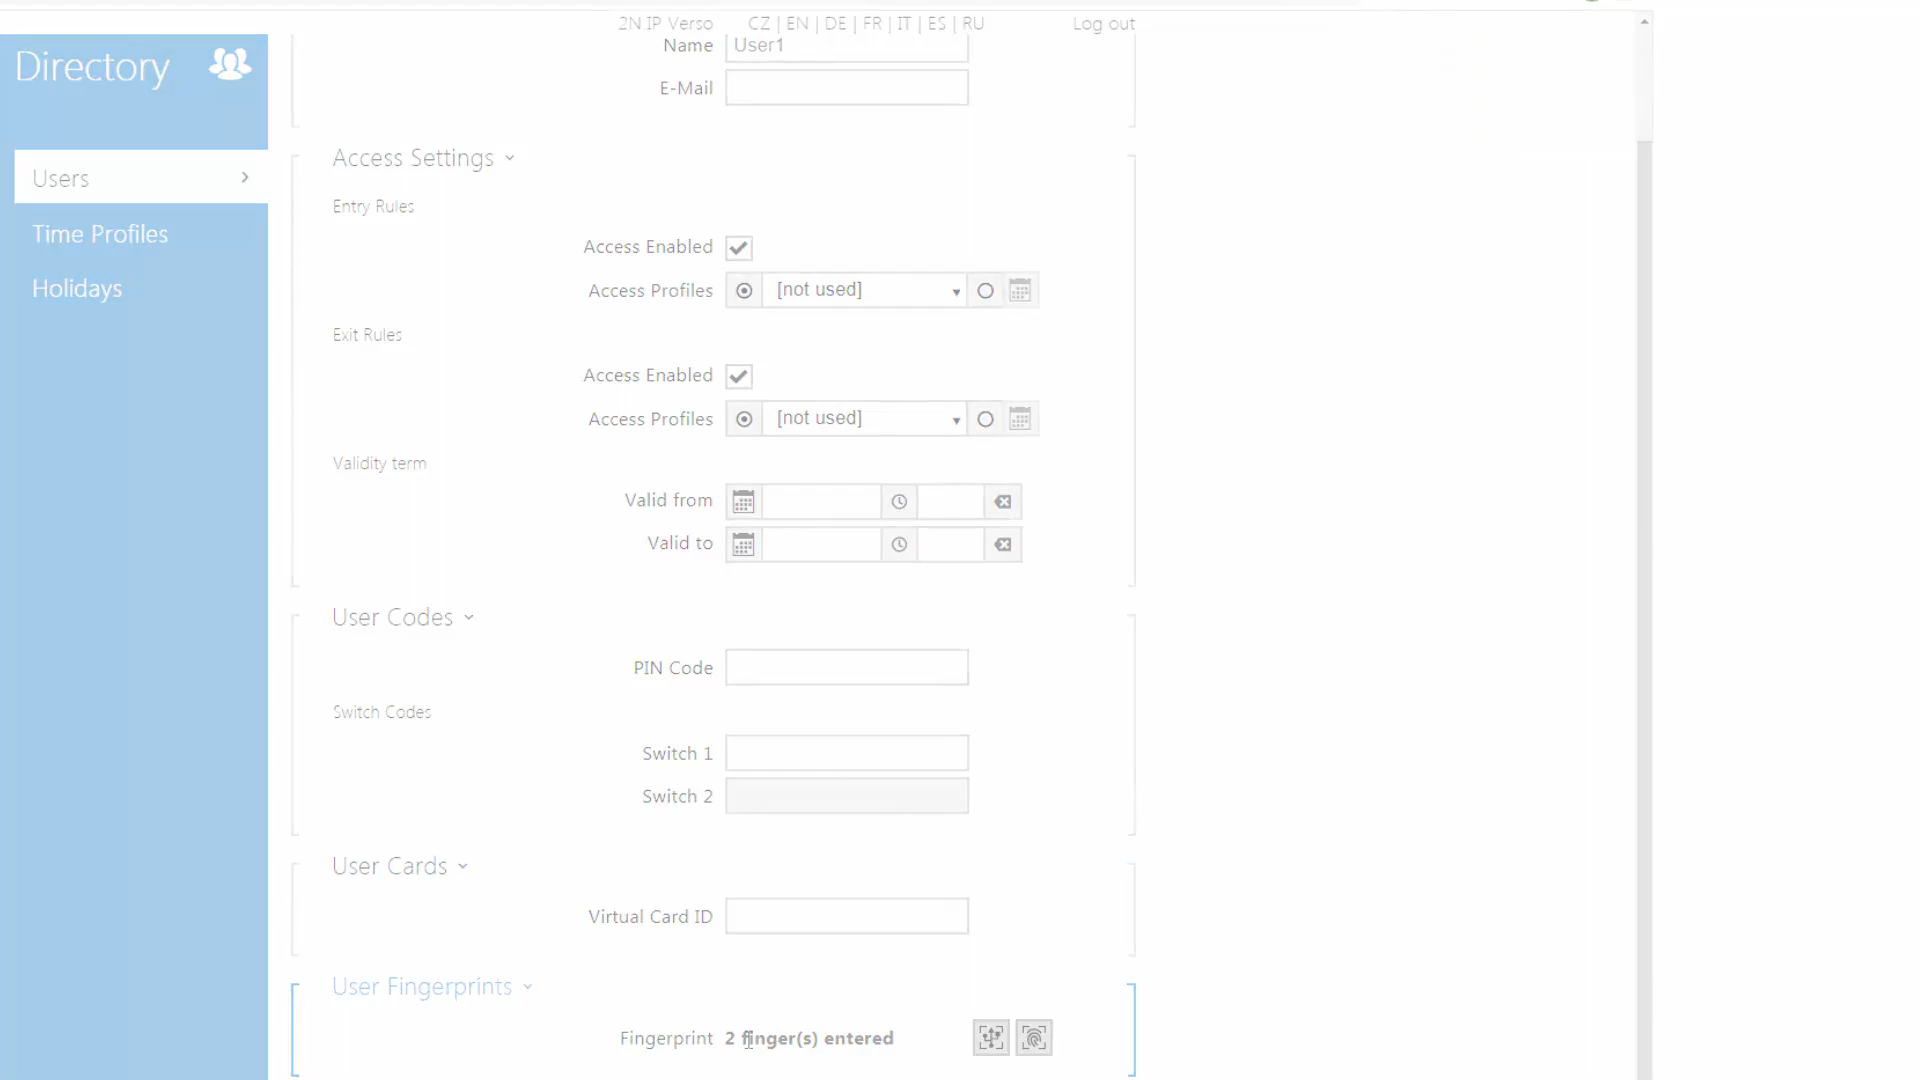 2N IP Verso CZ | EN | DE | FR | IT | ES | RU Log out
Directory
Users
Time Profiles
Holidays
Name User1
E-Mail
Access Settings
Entry Rules
Access Enabled
Access Profiles [not used]
Exit Rules
Access Enabled
Access Profiles [not used]
Validity term
Valid from
Valid to
User Codes
PIN Code
Switch Codes
Switch 1
Switch 2
User Cards
Virtual Card ID
User Fingerprints
Fingerprint 2 finger(s) entered